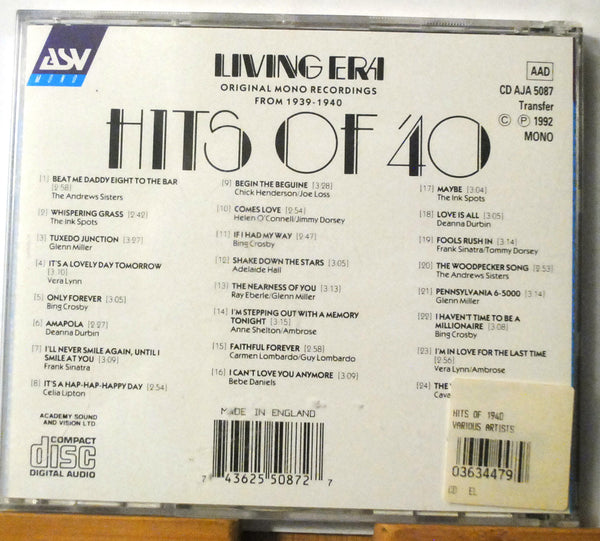 ASV
MONO
LIVING ERA
ORIGINAL MONO RECORDINGS
FROM 1939-1940
HITS OF '40
AAD
CD AJA 5087
Transfer
© ℗ 1992
MONO
[1] BEAT ME DADDY EIGHT TO THE BAR
[2:58]
The Andrews Sisters
[2] WHISPERING GRASS [2:42]
The Ink Spots
[3] TUXEDO JUNCTION [3:27]
Glenn Miller
[4] IT'S A LOVELY DAY TOMORROW
[3:10]
Vera Lynn
[5] ONLY FOREVER [3:05]
Bing Crosby
[6] AMAPOLA [2:27]
Deanna Durbin
[7] I'LL NEVER SMILE AGAIN, UNTIL I
SMILE AT YOU [3:09]
Frank Sinatra
[8] IT'S A HAP-HAP-HAPPY DAY [2:54]
Celia Lipton
[9] BEGIN THE BEGUINE [3:28]
Chick Henderson/Joe Loss
[10] COMES LOVE [2:54]
Helen O'Connell/Jimmy Dorsey
[11] IF I HAD MY WAY [2:47]
Bing Crosby
[12] SHAKE DOWN THE STARS [3:05]
Adelaide Hall
[13] THE NEARNESS OF YOU [3:13]
Ray Eberle/Glenn Miller
[14] I'M STEPPING OUT WITH A MEMORY
TONIGHT [3:15]
Anne Shelton/Ambrose
[15] FAITHFUL FOREVER [2:58]
Carmen Lombardo/Guy Lombardo
[16] I CAN'T LOVE YOU ANYMORE [3:09]
Bebe Daniels
[17] MAYBE [3:04]
The Ink Spots
[18] LOVE IS ALL [3:05]
Deanna Durbin
[19] FOOLS RUSH IN [3:14]
Frank Sinatra/Tommy Dorsey
[20] THE WOODPECKER SONG [2:53]
The Andrews Sisters
[21] PENNSYLVANIA 6-5000 [3:14]
Glenn Miller
[22] I HAVEN'T TIME TO BE A
MILLIONAIRE [3:08]
Bing Crosby
[23] I'M IN LOVE FOR THE LAST TIME
[2:56]
Vera Lynn/Ambrose
[24] THE
Cava
ACADEMY SOUND
AND VISION LTD
COMPACT
disc
DIGITAL AUDIO
MADE IN ENGLAND
7 43625 50872 7
HITS OF 1940
VARIOUS ARTISTS
03634479
CD EL